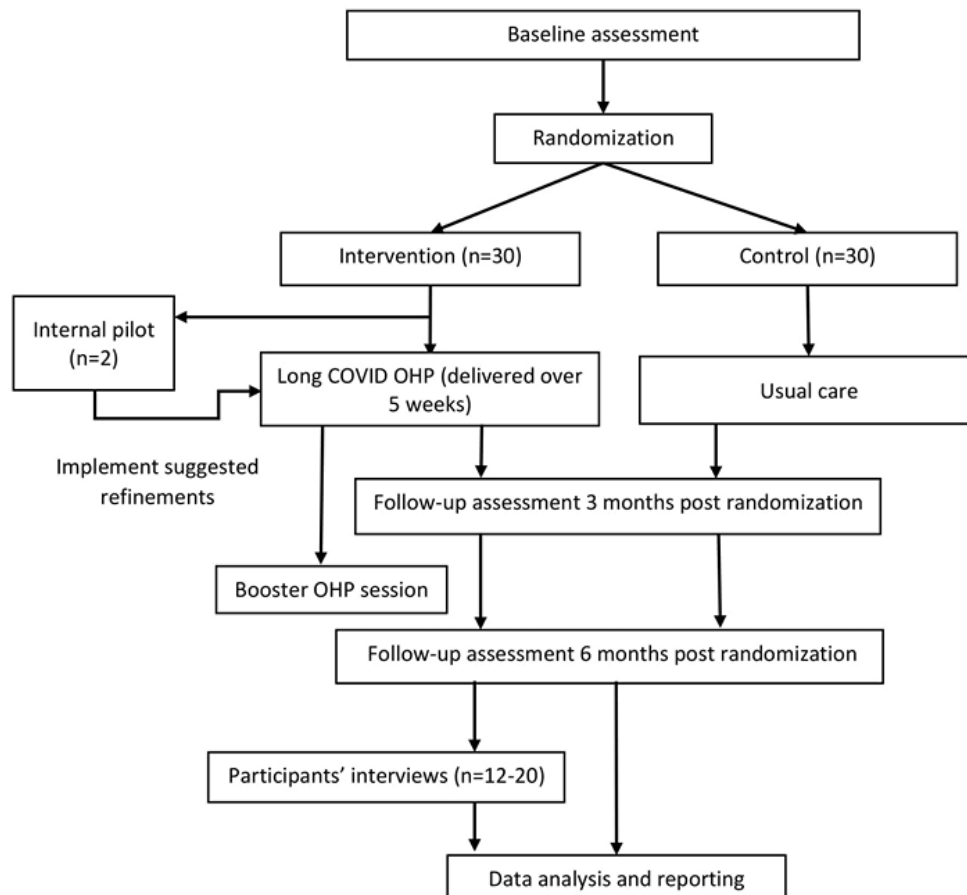 Baseline assessment
Randomization
Intervention (n=30)
Control (n=30)
Internal pilot
(n=2)
Long COVID OHP (delivered over
5 weeks)
Usual care
Implement suggested
refinements
Follow-up assessment 3 months post randomization
Booster OHP session
Follow-up assessment 6 months post randomization
Participants’ interviews (n=12-20)
Data analysis and reporting